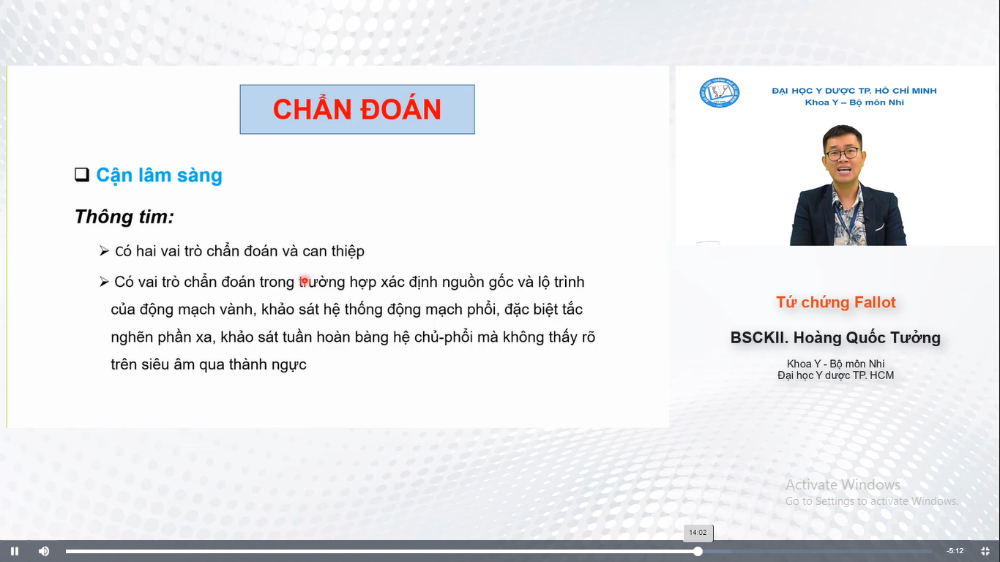 CHẨN ĐOÁN
Cận lâm sàng
Thông tim:
Có hai vai trò chẩn đoán và can thiệp
Có vai trò chẩn đoán trong trường hợp xác định nguồn gốc và lộ trình
của động mạch vành, khảo sát hệ thống động mạch phổi, đặc biệt tắc
nghẽn phần xa, khảo sát tuần hoàn bàng hệ chủ-phổi mà không thấy rõ
trên siêu âm qua thành ngực
ĐẠI HỌC Y DƯỢC TP. HỒ CHÍ MINH
Khoa Y – Bộ môn Nhi
Tứ chứng Fallot
BSCKII. Hoàng Quốc Tưởng
Khoa Y - Bộ môn Nhi
Đại học Y dược TP. HCM
Activate Windows
Go to Settings to activate Windows.
14:02
-5:12